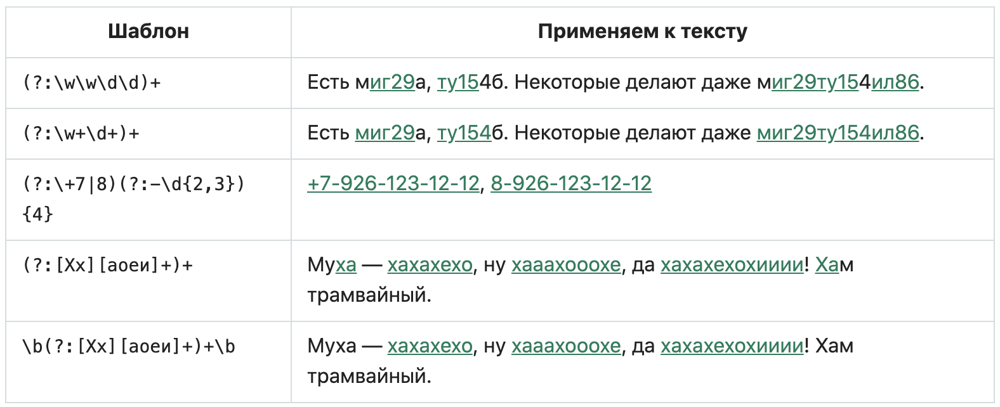 Шаблон Применяем к тексту
(?:\w\w\d\d)+ Есть миг29а, ту154б. Некоторые делают даже миг29ту154ил86.
(?:\w+\d+)+ Есть миг29а, ту154б. Некоторые делают даже миг29ту154ил86.
(?:\+7|8)(?:-\d{2,3}) +7-926-123-12-12, 8-926-123-12-12
{4}
(?:[Хх][аоеи]+)+ Муха — хахахехо, ну хааахооохе, да хахахехохииии! Хам
трамвайный.
\b(?:[Хх][аоеи]+)+\b Муха — хахахехо, ну хааахооохе, да хахахехохииии! Хам
трамвайный.